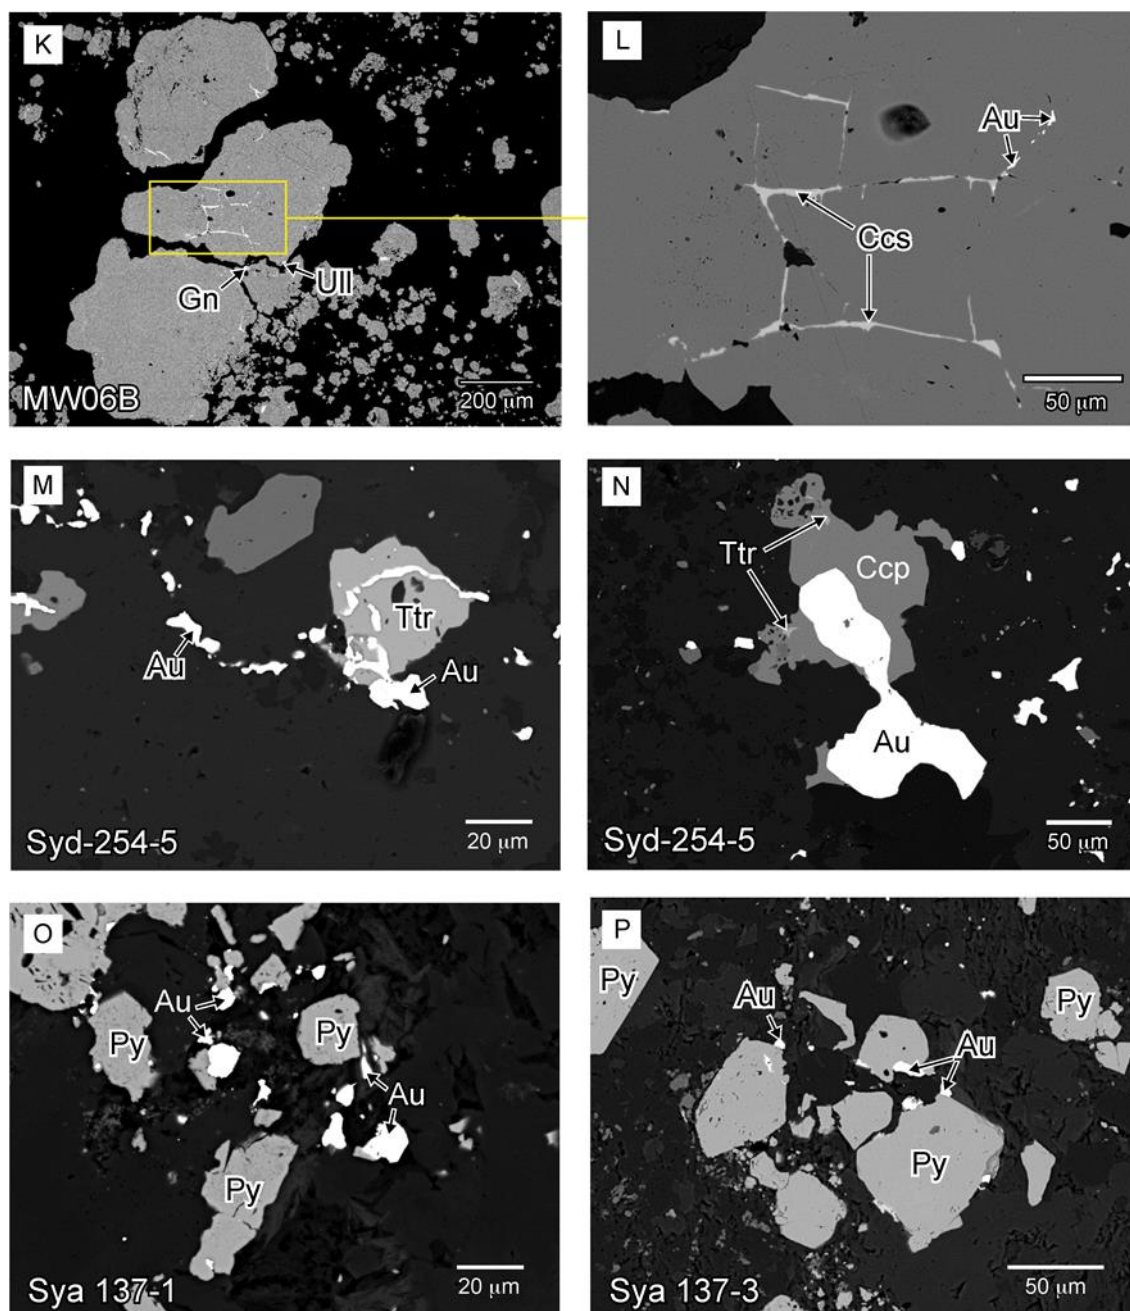 K
Gn
Ull
MW06B
200 μm
L
Au
Ccs
50 μm
M
Ttr
Au
Au
Syd-254-5
20 μm
N
Ttr
Ccp
Au
Syd-254-5
50 μm
O
Au
Py
Py
Au
Py
Sya 137-1
20 μm
P
Py
Au
Py
Au
Py
Sya 137-3
50 μm